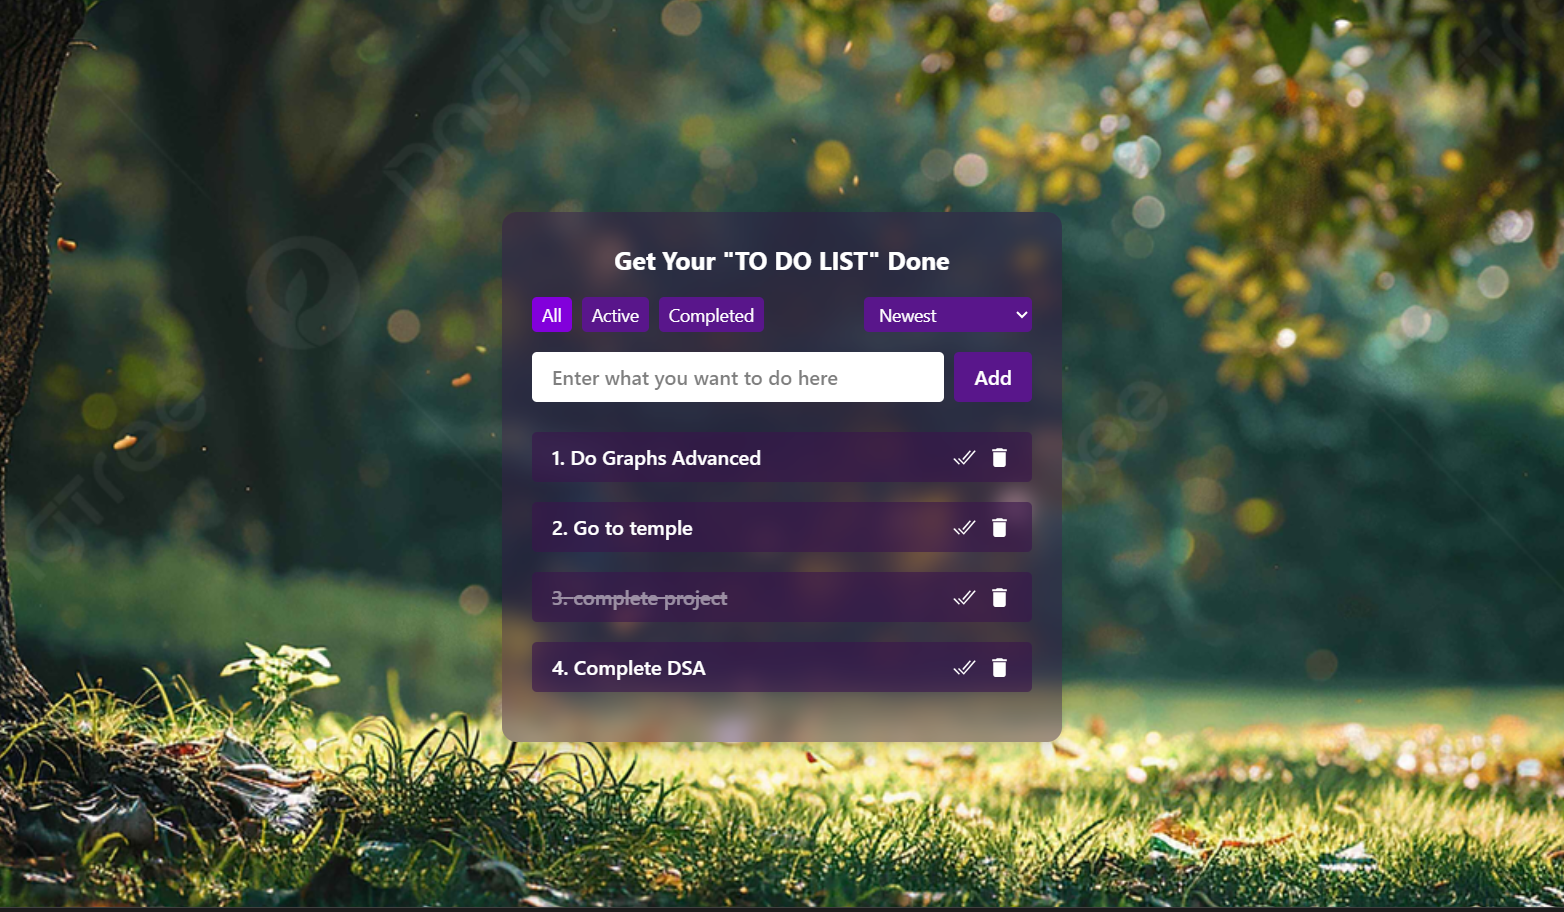 Get Your "TO DO LIST" Done
All Active Completed Newest
Enter what you want to do here Add
1. Do Graphs Advanced
2. Go to temple
3. complete project
4. Complete DSA